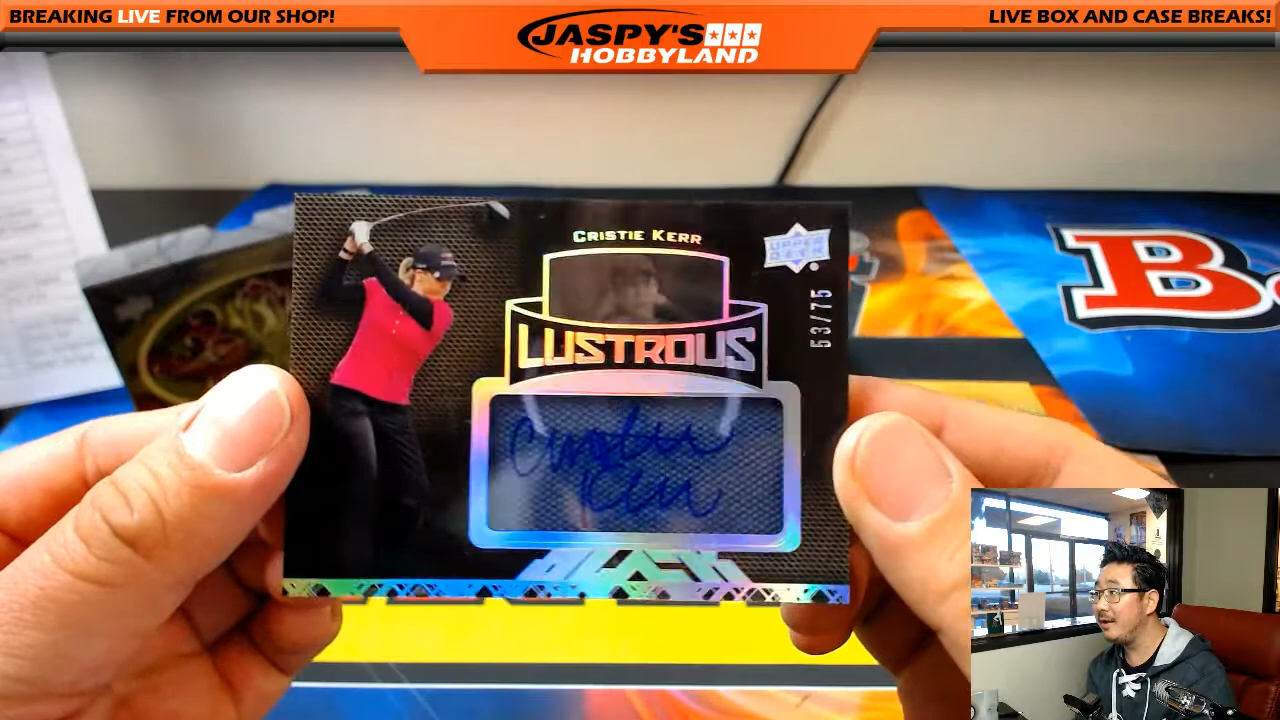 BREAKING LIVE FROM OUR SHOP!
JASPY'S
HOBBYLAND
LIVE BOX AND CASE BREAKS!
CRISTIE KERR
UPPER
DECK
53/75
LUSTROUS
Cristie
Kerr
BLACK
B